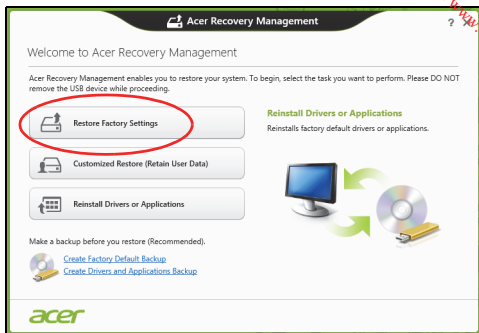 Acer Recovery Management
?
www.
Welcome to Acer Recovery Management
Acer Recovery Management enables you to restore your system. To begin, select the task you want to perform. Please DO NOT
remove the USB device while proceeding.
Restore Factory Settings
Customized Restore (Retain User Data)
Reinstall Drivers or Applications
Reinstall Drivers or Applications
Reinstalls factory default drivers or applications.
Make a backup before you restore (Recommended).
Create Factory Default Backup
Create Drivers and Applications Backup
acer